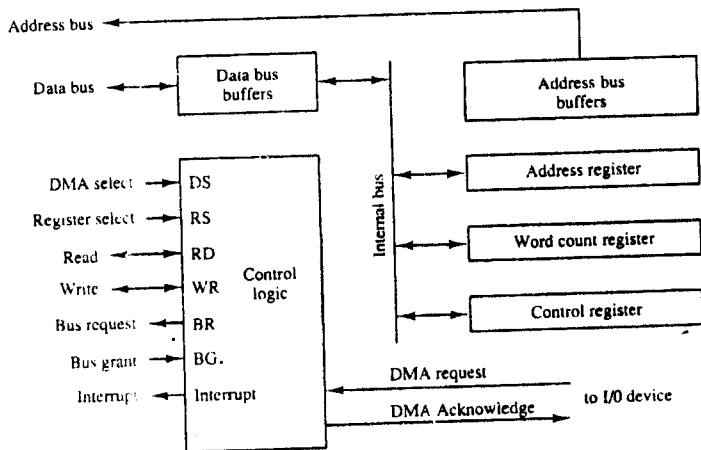 Address bus
Data bus
Data bus
buffers
Address bus
buffers
Internal bus
DMA select
DS
Address register
Register select
RS
Read
RD
Word count register
Write
WR
Control
logic
Bus request
BR
Control register
Bus grant
BG.
Interrupt
Interrupt
DMA request
DMA Acknowledge
to I/0 device